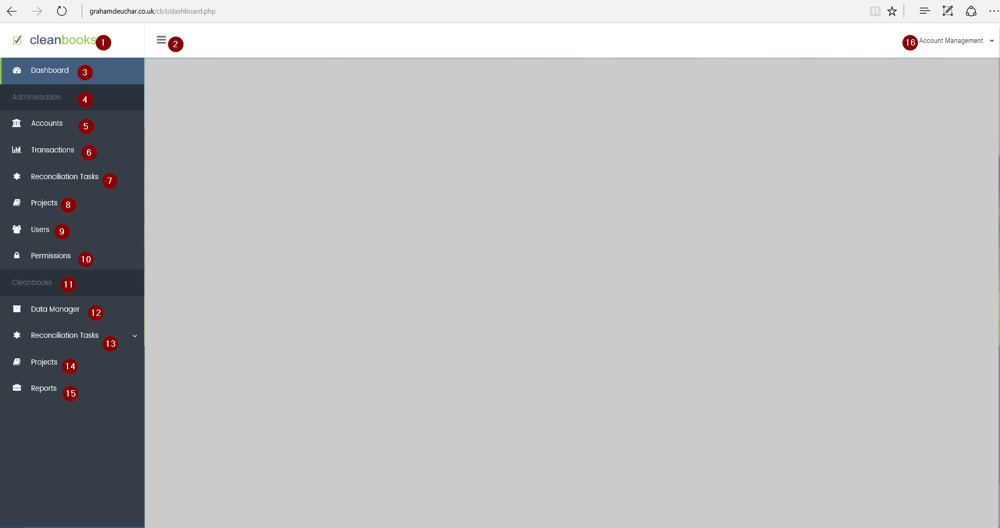 grahamdeuchar.co.uk/cb3/dashboard.php
cleanbooks 1
2
16 Account Management
Dashboard 3
Administration 4
Accounts 5
Transactions 6
Reconciliation Tasks 7
Projects 8
Users 9
Permissions 10
Cleanbooks 11
Data Manager 12
Reconciliation Tasks 13
Projects 14
Reports 15